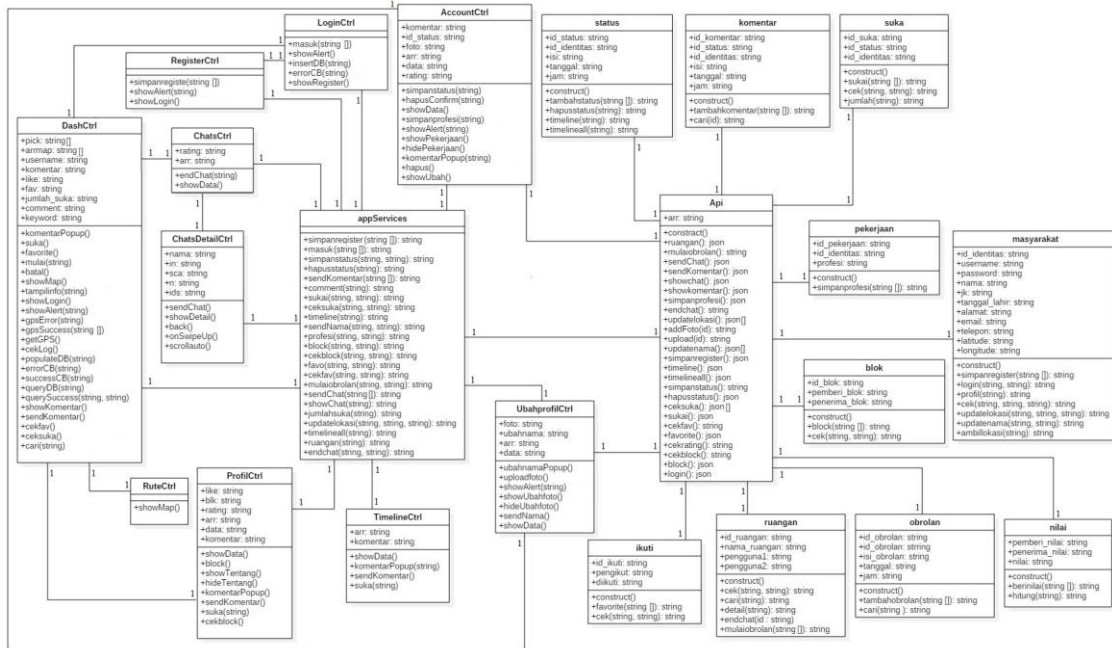 LoginCtrl
+masuk(string [])
+showAlert()
+insertDB(string)
+errorCB(string)
+showRegister()
RegisterCtrl
+simpanregiste(string [])
+showAlert(string)
+showLogin()
AccountCtrl
+komentar: string
+id_status: string
+foto: string
+arr: string
+data: string
+rating: string
+simpanstatus(string)
+hapusConfirm(string)
+showData()
+simpanprofesi(string)
+showAlert(string)
+showPekerjaan()
+hidePekerjaan()
+komentarPopup(string)
+hapus()
+showUbah()
status
+id_status: string
+id_identitas: string
+isi: string
+tanggal: string
+jam: string
+construct()
+tambahstatus(string []): string
+hapusstatus(string): string
+timeline(string): string
+timelineall(string): string
komentar
+id_komentar: string
+id_status: string
+id_identitas: string
+isi: string
+tanggal: string
+jam: string
+construct()
+tambahkomentar(string []): string
+cari(id): string
suka
+id_suka: string
+id_status: string
+id_identitas: string
+construct()
+sukai(string []): string
+cek(string, string): string
+jumlah(string): string
DashCtrl
+pick: string[]
+arrmap: string[]
+username: string
+komentar: string
+like: string
+fav: string
+jumlah_suka: string
+comment: string
+keyword: string
+komentarPopup()
+suka()
+favorite()
+mulai(string)
+batal()
+showMap()
+tampilinfo(string)
+showLogin()
+showAlert(string)
+gpsError(string)
+gpsSuccess(string [])
+getGPS()
+cekLog()
+populateDB(string)
+errorCB(string)
+successCB(string)
+queryDB(string)
+querySuccess(string, string)
+showKomentar()
+sendKomentar()
+cekfav()
+ceksuka()
+cari(string)
ChatsCtrl
+rating: string
+arr: string
+endChat(string)
+showData()
ChatsDetailCtrl
+nama: string
+in: string
+sca: string
+n: string
+ids: string
+sendChat()
+showDetail()
+back()
+onSwipeUp()
+scrollauto()
appServices
+simpanregister(string []): string
+masuk(string []): string
+simpanstatus(string, string): string
+hapusstatus(string): string
+sendKomentar(string []): string
+comment(string): string
+sukai(string, string): string
+ceksuka(string, string): string
+timeline(string): string
+sendNama(string, string): string
+profesi(string, string): string
+block(string, string): string
+cekblock(string, string): string
+favo(string, string): string
+cekfav(string, string): string
+mulaiobrolan(string, string): string
+sendChat(string[]): string
+showChat(string): string
+jumlahsuka(string): string
+updatelokasi(string, string, string): string
+timelineall(string): string
+ruangan(string): string
+endchat(string, string): string
Api
+arr: string
+contract()
+ruangan(): json
+mulaiobrolan: string
+sendChat(): json
+sendKomentar(): json
+showchat(): json
+showkomentar(): json
+simpanprofesi(): json
+endchat(): string
+updatelokasi(): json[]
+addFoto(id): string
+upload(id): string
+updatenama(): json[]
+simpanregister(): json
+timeline(): json
+timelineall(): json
+simpanstatus(): string
+hapusstatus(): json
+ceksuka(): json[]
+sukai(): json
+cekfav(): string
+favorite(): json
+cekrating(): string
+cekblock(): string
+block(): json
+login(): json
pekerjaan
+id_pekerjaan: string
+id_identitas: string
+profesi: string
+construct()
+simpanprofesi(string []): string
masyarakat
+id_identitas: string
+username: string
+password: string
+nama: string
+jk: string
+tanggal_lahir: string
+alamat: string
+email: string
+telepon: string
+latitude: string
+longitude: string
+construct()
+simpanregister(string []): string
+login(string, string): string
+profil(string): string
+cek(string, string, string): string
+updatelokasi(string, string, string): string
+updatenama(string, string, string): string
+ambillokasi(string): string
blok
+id_blok: string
+pemberi_blok: string
+penerima_blok: string
+construct()
+block(string []): string
+cek(string, string): string
Ubahprofilctrl
+foto: string
+ubahnama: string
+arr: string
+data: string
+ubahnamaPopup()
+uploadfoto()
+showAlert(string)
+showUbahfoto()
+hideUbahfoto()
+sendNama()
+showData()
RuteCtrl
+showMap()
ProfilCtrl
+like: string
+blk: string
+rating: string
+arr: string
+data: string
+komentar: string
+showData()
+block()
+showTentang()
+hideTentang()
+komentarPopup()
+sendKomentar()
+suka(string)
+cekblock()
TimelineCtrl
+arr: string
+komentar: string
+showData()
+komentarPopup(string)
+sendKomentar()
+suka(string)
ikuti
+id_ikuti: string
+pengikut: string
+diikuti: string
+construct()
+favorite(string []): string
+cek(string, string): string
ruangan
+id_ruangan: string
+nama_ruangan: string
+pengguna1: string
+pengguna2: string
+construct()
+cek(string, string): string
+cari(string): string
+detail(string): string
+endchat(id : string)
+mulaiobrolan(string []): string
obrolan
+id_obrolan: string
+id_obrolan: string
+isi_obrolan: string
+tanggal: string
+jam: string
+construct()
+tambahobrolan(string []): string
+cari(string ): string
nilai
+pemberi_nilai: string
+penerima_nilai: string
+nilai: string
+construct()
+berinilai(string []): string
+hitung(string): string